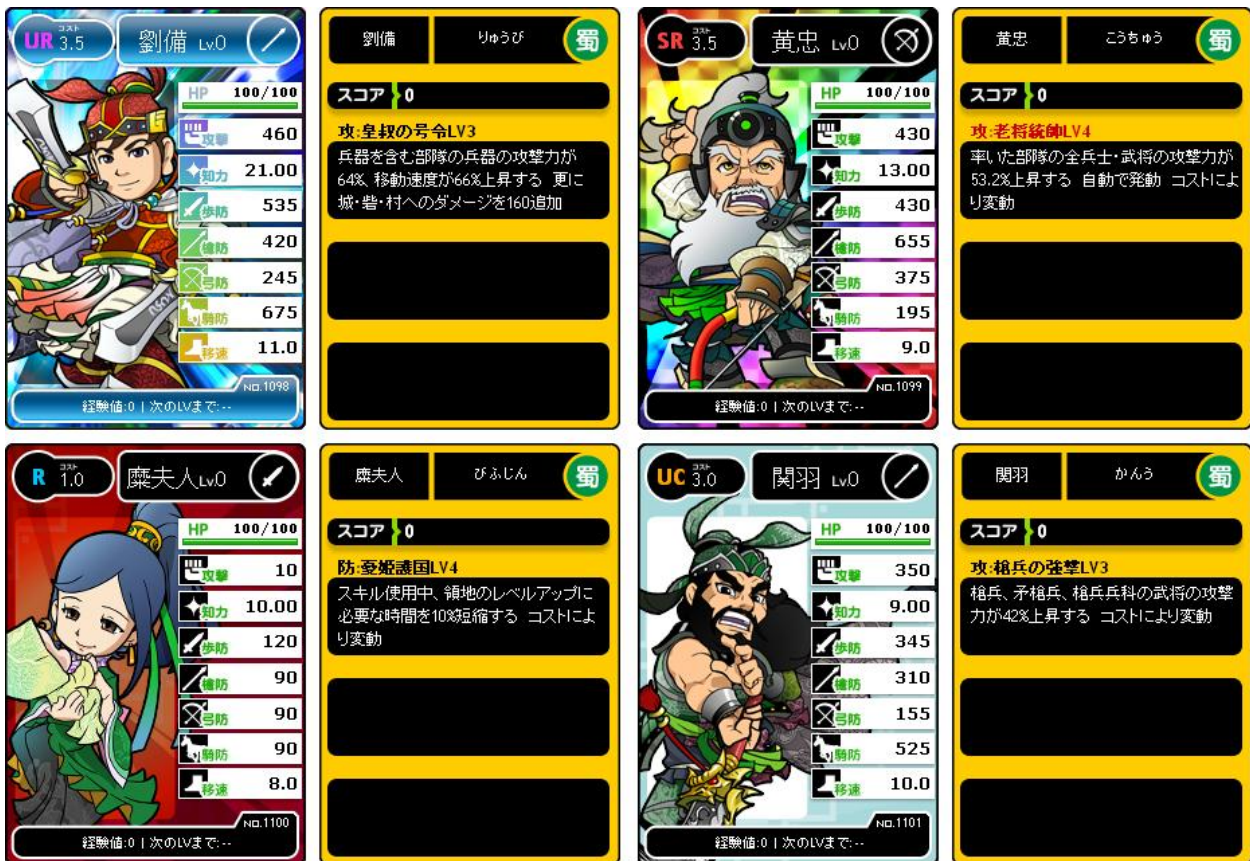 UR コスト 3.5 劉備 Lv.0
HP 100/100
攻撃 460
知力 21.00
歩防 535
槍防 420
弓防 245
騎防 675
移速 11.0
No.1098
経験値:0 | 次のLVまで:--
劉備 りゅうび 蜀
スコア 0
攻:皇叔の号令LV3
兵器を含む部隊の兵器の攻撃力が
64%、移動速度が66%上昇する 更に
城・砦・村へのダメージを160追加
SR コスト 3.5 黄忠 Lv.0
HP 100/100
攻撃 430
知力 13.00
歩防 430
槍防 655
弓防 375
騎防 195
移速 9.0
No.1099
経験値:0 | 次のLVまで:--
黄忠 こうちゅう 蜀
スコア 0
攻:老将統帥LV4
率いた部隊の全兵士・武将の攻撃力が
53.2%上昇する 自動で発動 コストによ
り変動
R コスト 1.0 糜夫人 Lv.0
HP 100/100
攻撃 10
知力 10.00
歩防 120
槍防 90
弓防 90
騎防 90
移速 8.0
No.1100
経験値:0 | 次のLVまで:--
糜夫人 びふじん 蜀
スコア 0
防:憂姫護国LV4
スキル使用中、領地のレベルアップに
必要な時間を10%短縮する コストによ
り変動
UC コスト 3.0 関羽 Lv.0
HP 100/100
攻撃 350
知力 9.00
歩防 345
槍防 310
弓防 155
騎防 525
移速 10.0
No.1101
経験値:0 | 次のLVまで:--
関羽 かんう 蜀
スコア 0
攻:槍兵の強撃LV3
槍兵、矛槍兵、槍兵兵科の武将の攻撃
力が42%上昇する コストにより変動